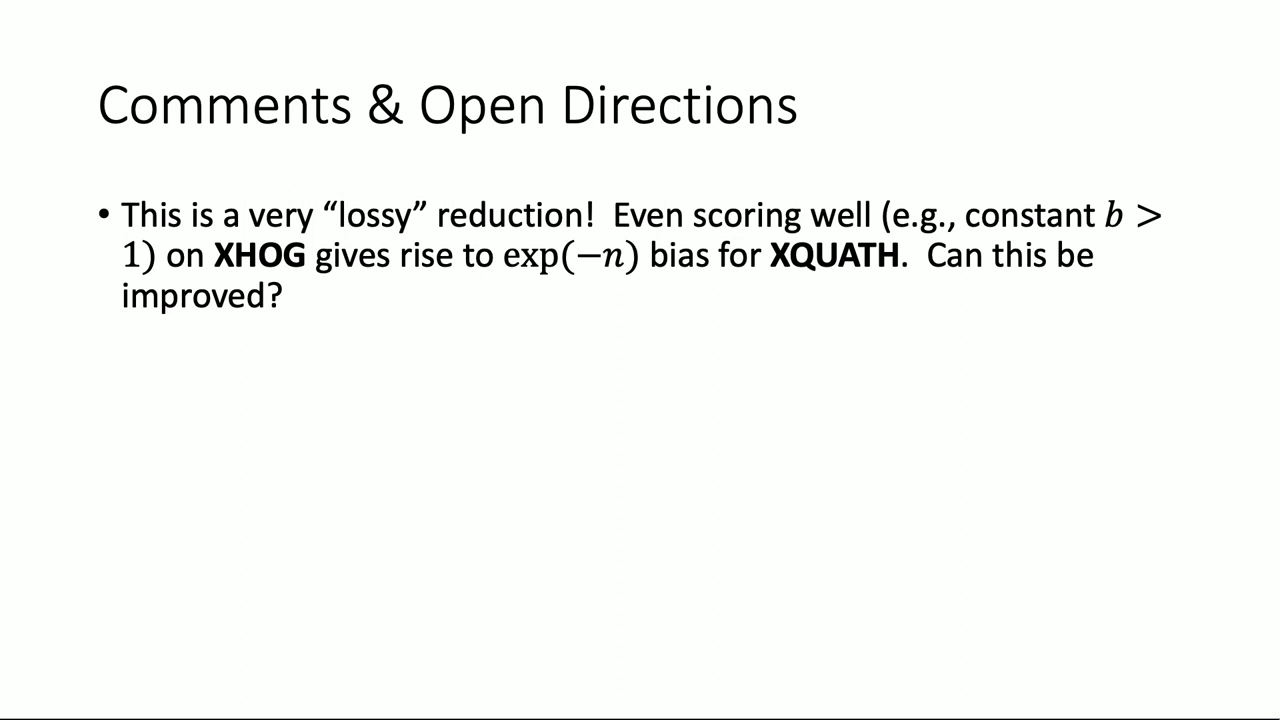 Comments & Open Directions
• This is a very “lossy” reduction!  Even scoring well (e.g., constant 𝑏 >
1) on XHOG gives rise to exp(−𝑛) bias for XQUATH.  Can this be
improved?